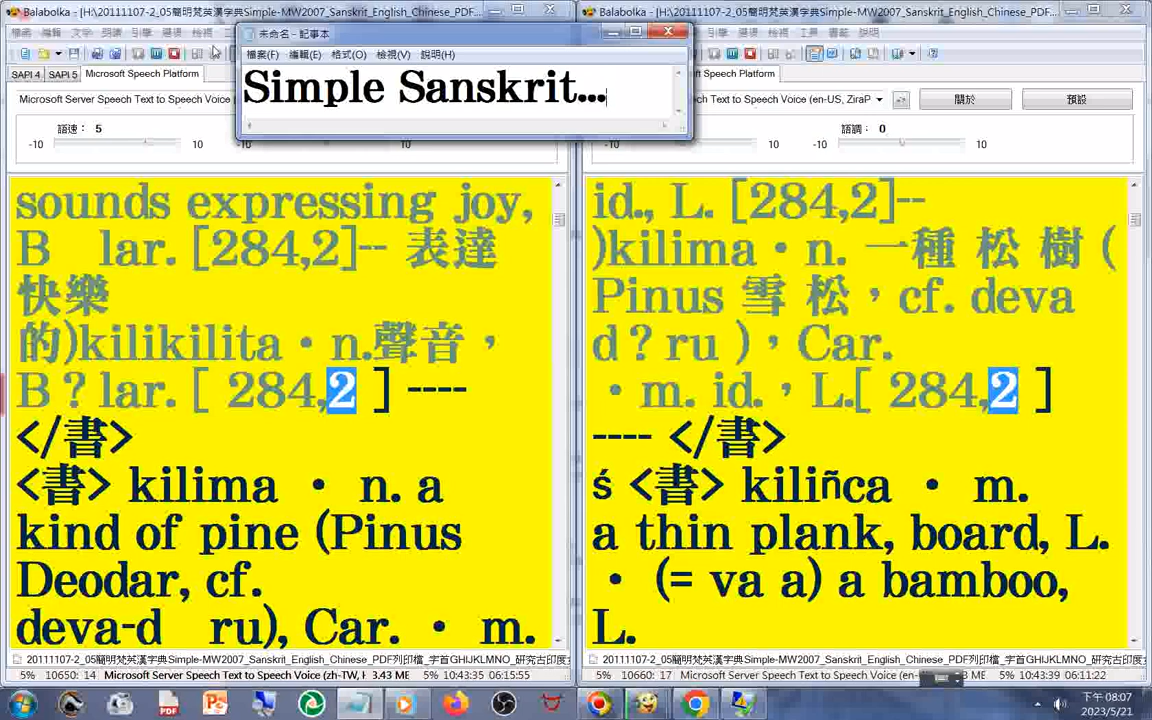 Balabolka - [H:\20111107-2_05簡明梵英漢字典Simple-MW2007_Sanskrit_English_Chinese_PDF
Balabolka - [H:\20111107-2_05簡明梵英漢字典Simple-MW2007_Sanskrit_English_Chinese_PDF...
未命名 - 記事本
檔案(F) 編輯(E) 格式(O) 檢視(V) 說明(H)
Simple Sanskrit...
SAPI 4 SAPI 5 Microsoft Speech Platform
t Speech Platform
Microsoft Server Speech Text to Speech Voice
ch Text to Speech Voice (en-US, ZiraP
關於
預設
語速： 5
-10 10 10
語調： 0
10 -10 10
sounds expressing joy,
B lar. [284,2]-- 表達
快樂
的)kilikilita • n.聲音，
B ? lar. [ 284,2 ] ----
</書>
<書> kilima • n. a
kind of pine (Pinus
Deodar, cf.
deva-d ru), Car. • m.
id., L. [284,2]--
)kilima • n. 一種 松 樹 (
Pinus 雪 松，cf. deva
d ? ru )，Car.
• m. id.，L.[ 284,2 ]
---- </書>
ś <書> kiliñca • m.
a thin plank, board, L.
• (= va a) a bamboo,
L.
20111107-2_05簡明梵英漢字典Simple-MW2007_Sanskrit_English_Chinese_PDF列印檔_字首GHIJKLMNO_研究古印度
20111107-2_05簡明梵英漢字典Simple-MW2007_Sanskrit_English_Chinese_PDF列印檔_字首GHIJKLMNO_研究古印度
5% 10650: 14 Microsoft Server Speech Text to Speech Voice (zh-TW, H 3.43 ME 5% 10:43:35 06:15:55
5% 10660: 17 Microsoft Server Speech Text to Speech Voice 5% 10:43:39 06:11:22
下午 08:07
2023/5/21